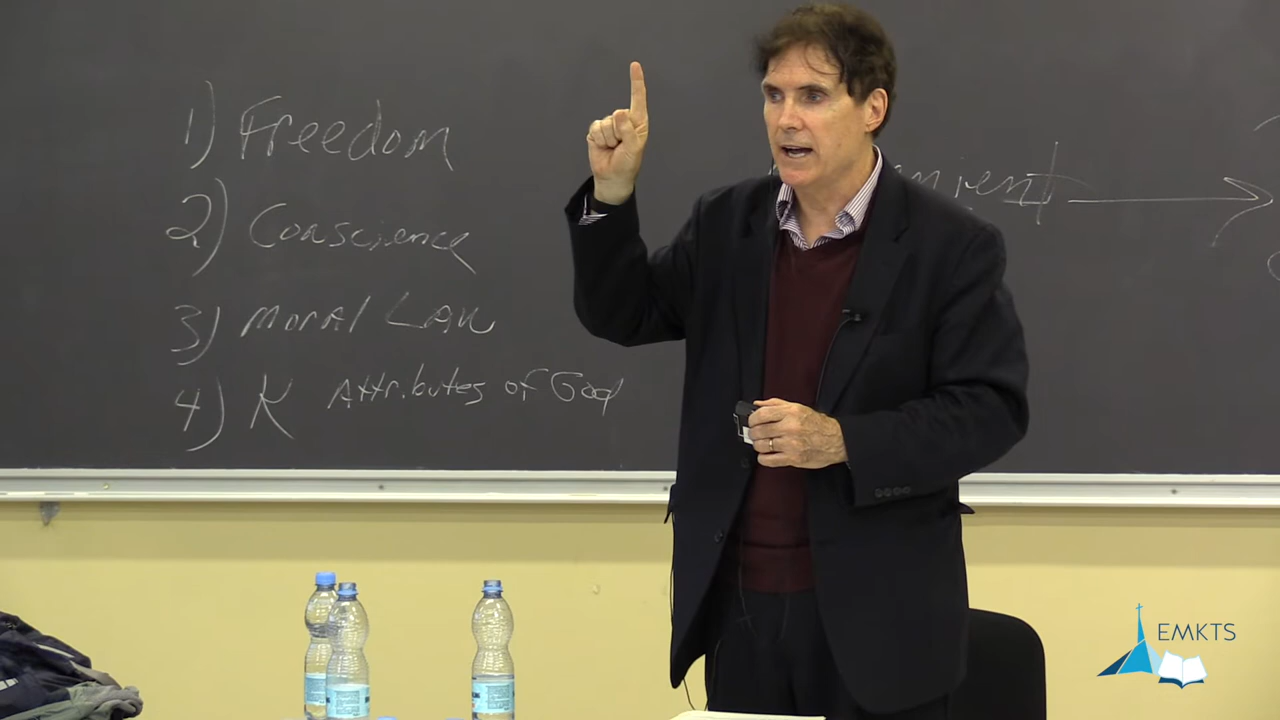 1) Freedom
2) Conscience
3) Moral Law
4) K Attributes of God
EMKTS